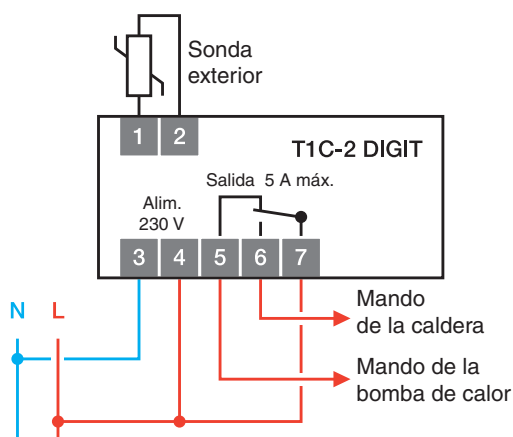 Sonda
exterior
1 2
T1C-2 DIGIT
Salida 5 A máx.
Alim.
230 V
3 4 5 6 7
N L
Mando
de la caldera
Mando de la
bomba de calor